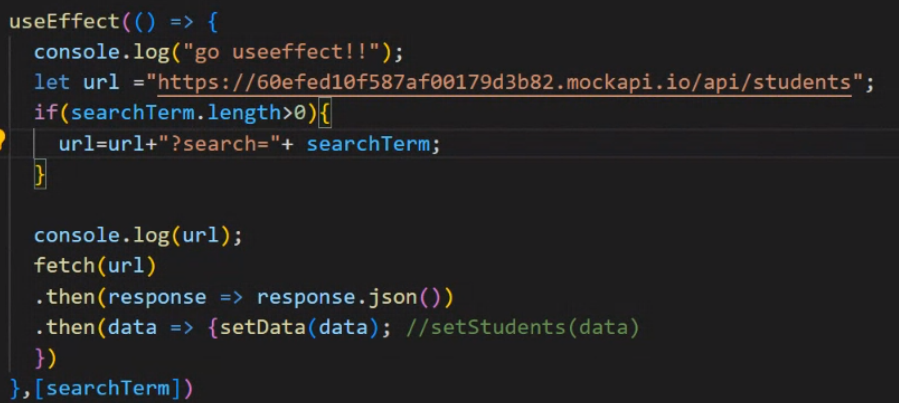 useEffect(() => {
console.log("go useeffect!!");
let url ="https://60efed10f587af00179d3b82.mockapi.io/api/students";
if(searchTerm.length>0){
url=url+"?search="+ searchTerm;
}
console.log(url);
fetch(url)
.then(response => response.json())
.then(data => {setData(data); //setStudents(data)
})
},[searchTerm])